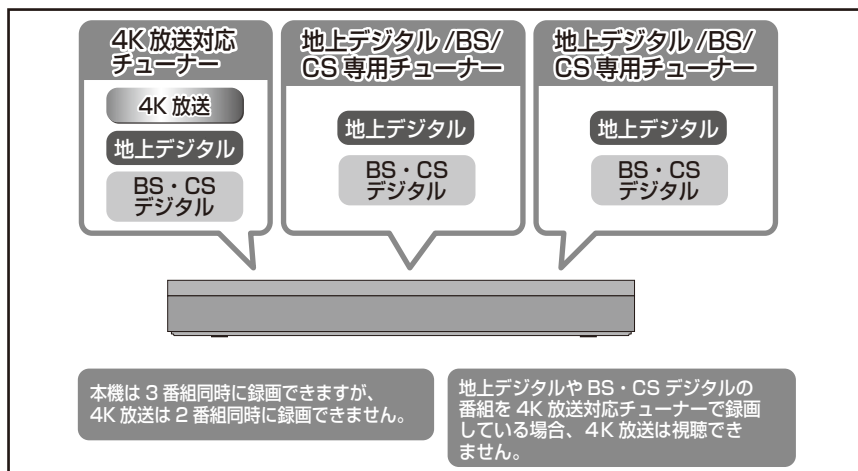 4K 放送対応
チューナー
4K 放送
地上デジタル
BS・CS
デジタル
地上デジタル /BS/
CS 専用チューナー
地上デジタル
BS・CS
デジタル
地上デジタル /BS/
CS 専用チューナー
地上デジタル
BS・CS
デジタル
本機は 3 番組同時に録画できますが、
4K 放送は 2 番組同時に録画できません。
地上デジタルや BS・CS デジタルの
番組を 4K 放送対応チューナーで録画
している場合、4K 放送は視聴でき
ません。